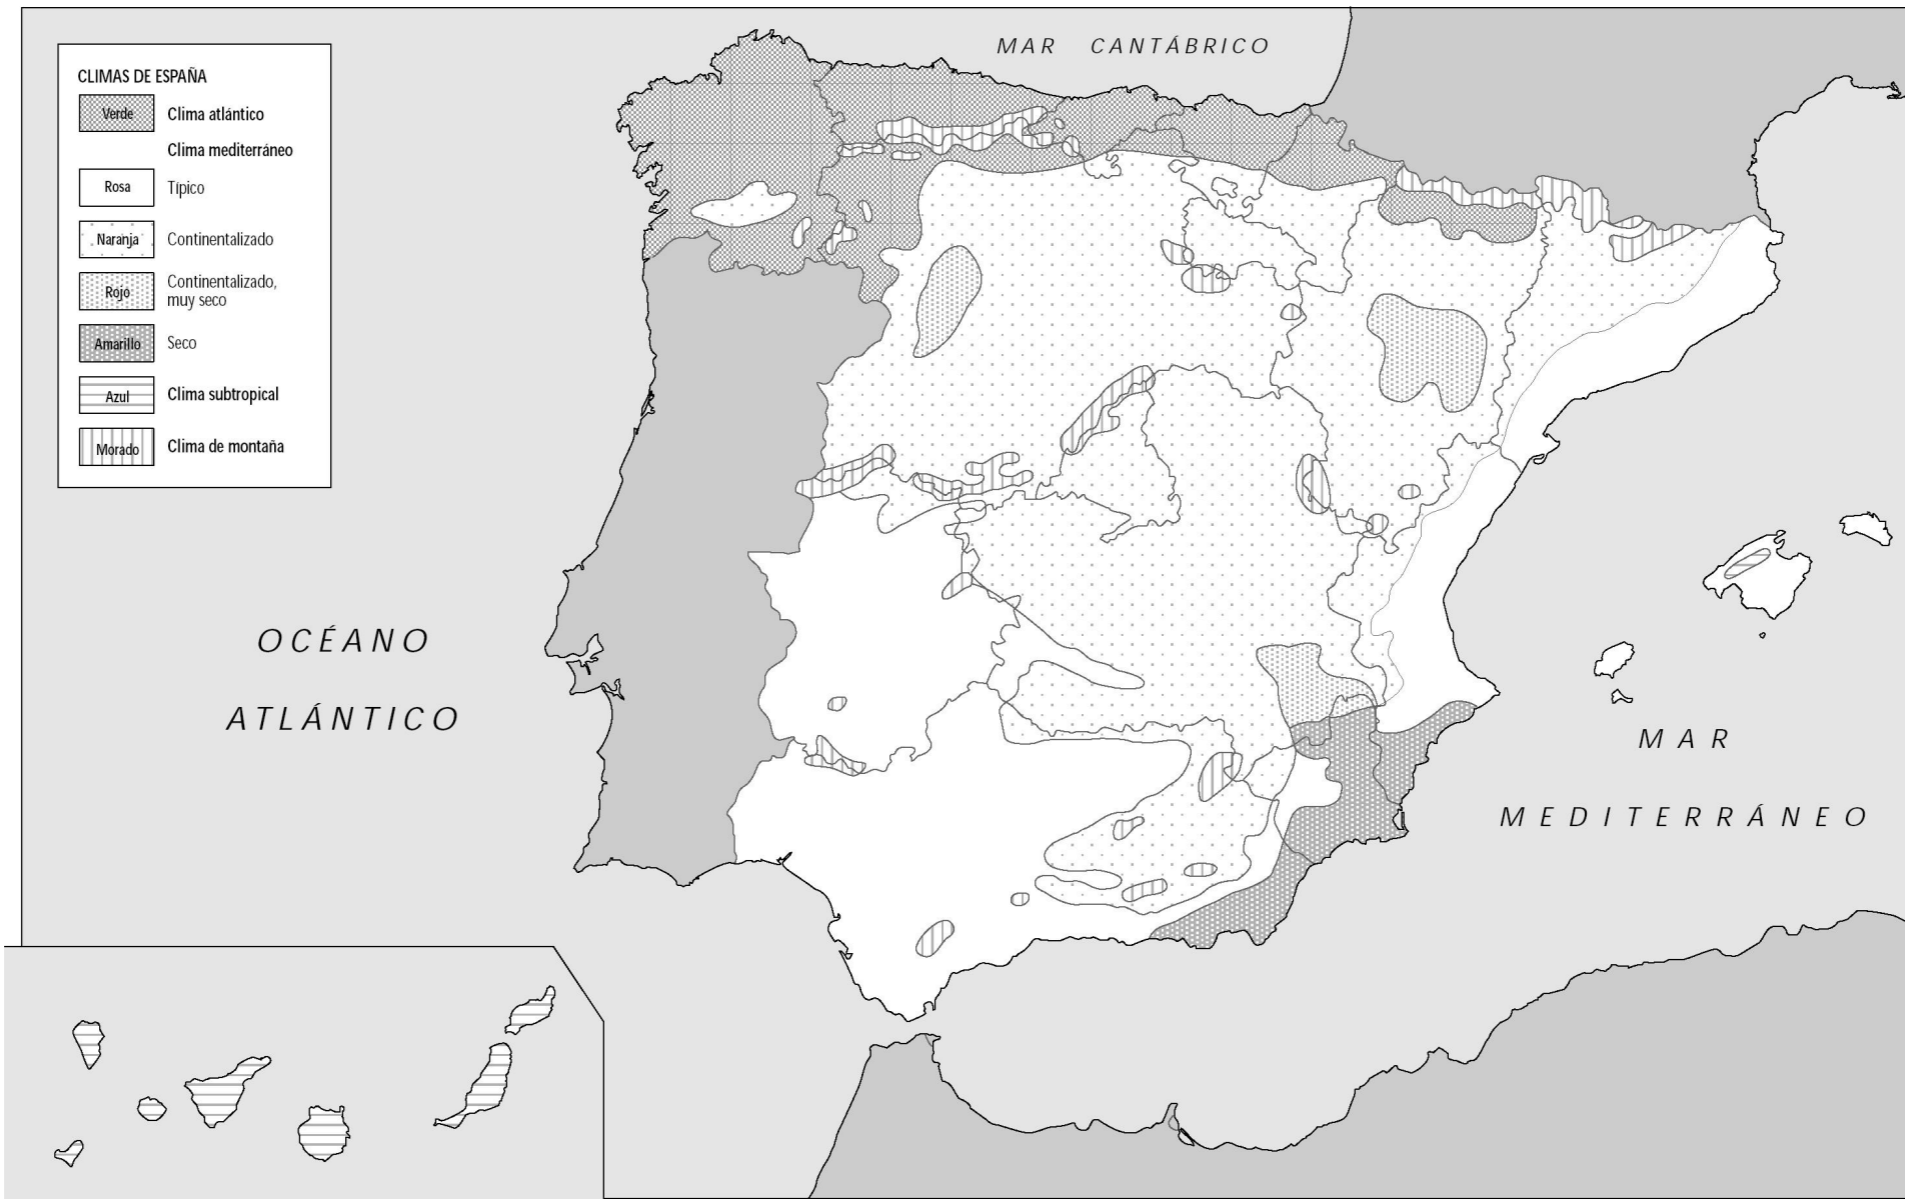 MAR CANTÁBRICO
CLIMAS DE ESPAÑA
Verde Clima atlántico
Clima mediterráneo
Rosa Típico
Naranja Continentalizado
Rojo Continentalizado,
muy seco
Amarillo Seco
Azul Clima subtropical
Morado Clima de montaña
OCÉANO
ATLÁNTICO
MAR
MEDITERRÁNEO